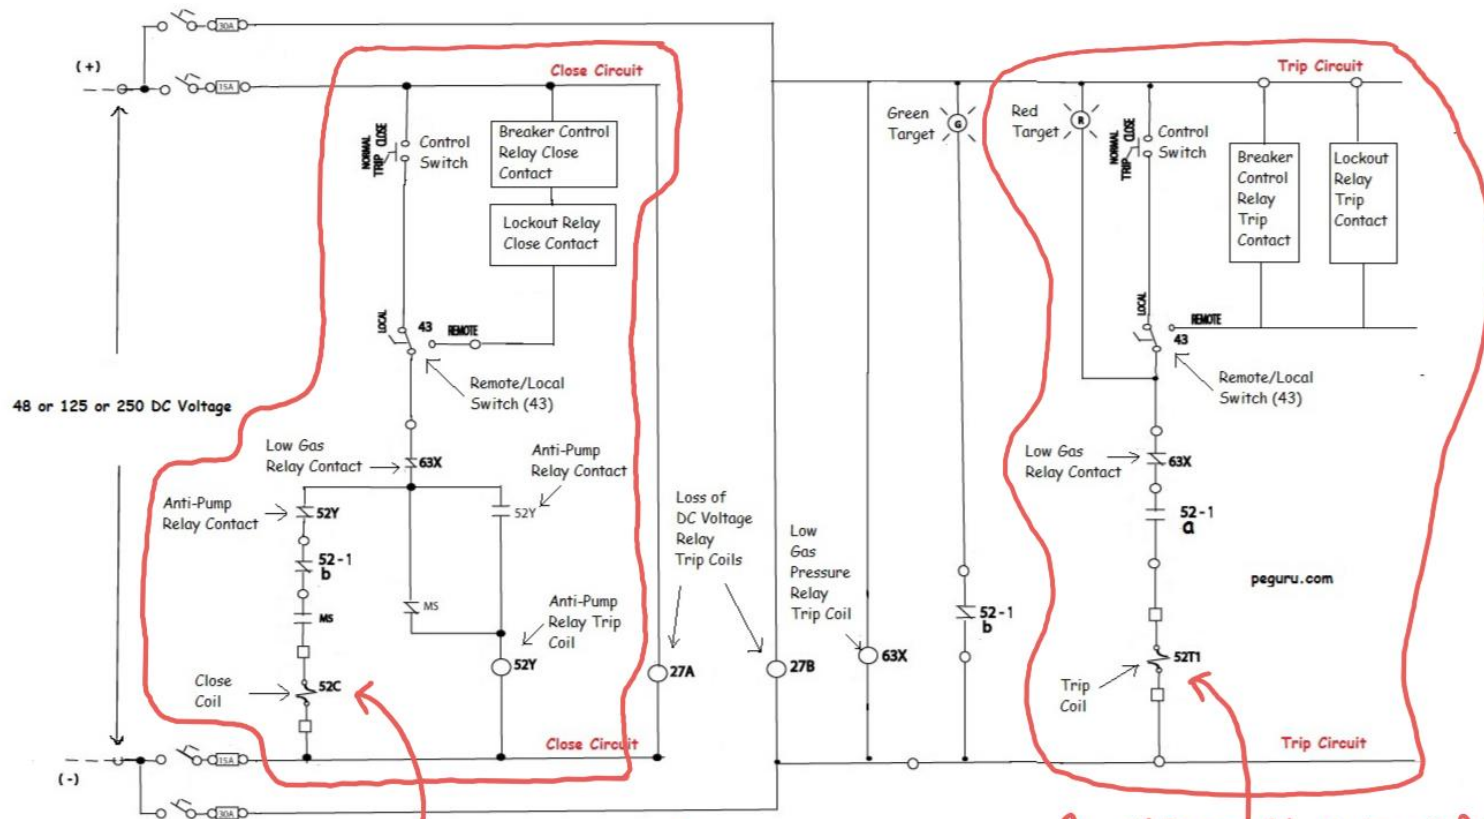 30A
(+)
15A
Close Circuit
Trip Circuit
NORMAL
TRIP CLOSE
Control
Switch
Breaker Control
Relay Close
Contact
Lockout Relay
Close Contact
Green
Target
G
Red
Target
R
NORMAL
TRIP CLOSE
Control
Switch
Breaker
Control
Relay
Trip
Contact
Lockout
Relay
Trip
Contact
LOCAL
43
REMOTE
Remote/Local
Switch (43)
LOCAL
43
REMOTE
Remote/Local
Switch (43)
48 or 125 or 250 DC Voltage
Low Gas
Relay Contact
63X
Anti-Pump
Relay Contact
52Y
Anti-Pump
Relay Contact
52Y
52-1
b
MS
MS
Anti-Pump
Relay Trip
Coil
52Y
Close
Coil
52C
Loss of
DC Voltage
Relay
Trip Coils
27A
27B
Low
Gas
Pressure
Relay
Trip Coil
63X
52-1
b
Low Gas
Relay Contact
63X
52-1
a
peguru.com
Trip
Coil
52T1
Close Circuit
Trip Circuit
15A
(-)
30A